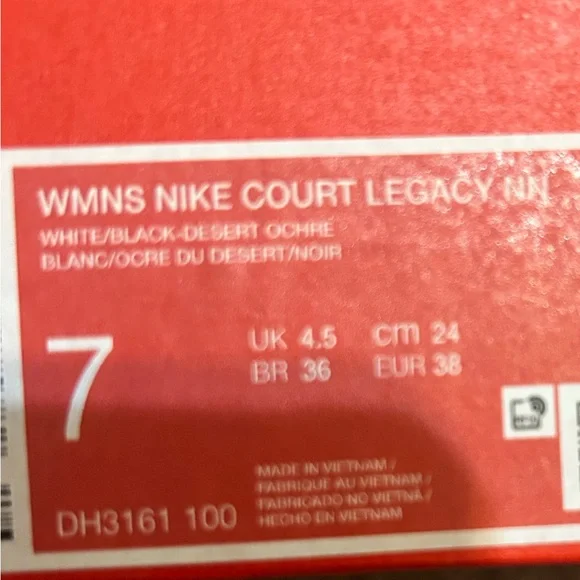 WMNS NIKE COURT LEGACY NN
WHITE/BLACK-DESERT OCHRE
BLANC/OCRE DU DESERT/NOIR
7
UK 4.5 cm 24
BR 36 EUR 38
MADE IN VIETNAM /
FABRIQUE AU VIETNAM /
FABRICADO NO VIETNA /
HECHO EN VIETNAM
DH3161 100